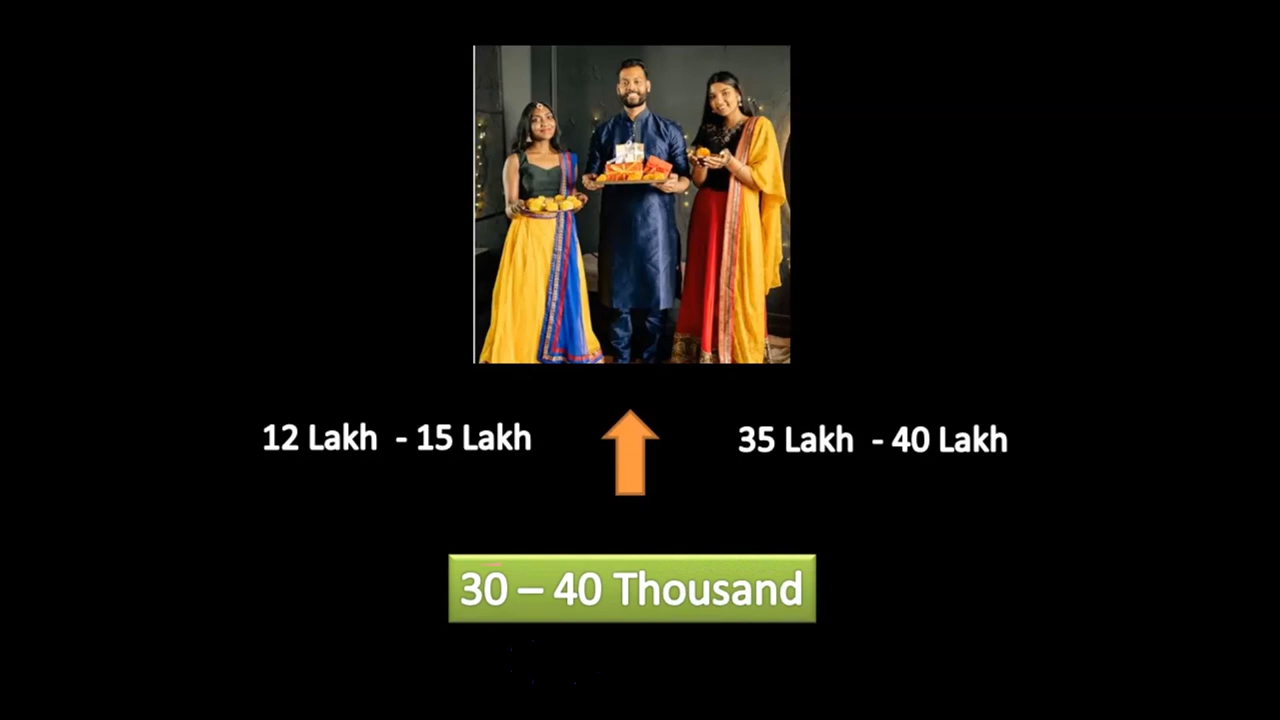 12 Lakh - 15 Lakh
35 Lakh - 40 Lakh
30 – 40 Thousand